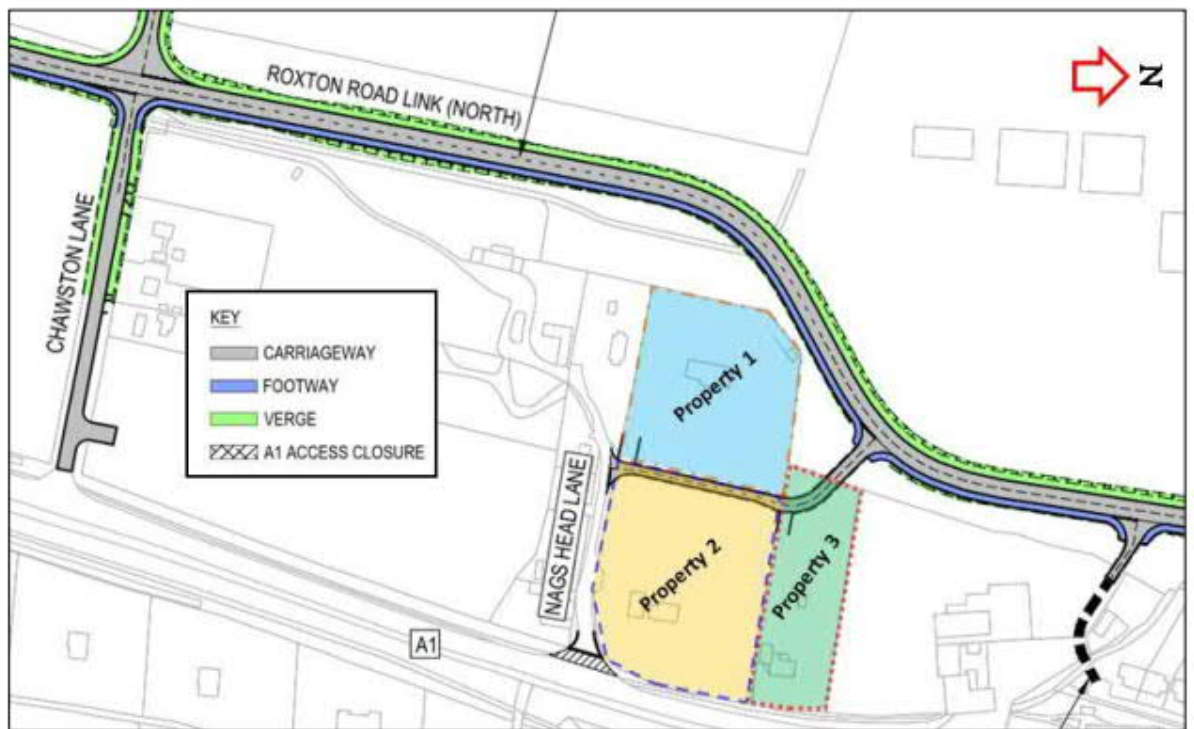 ROXTON ROAD LINK (NORTH)
N
CHAWSTON LANE
KEY
CARRIAGEWAY
FOOTWAY
VERGE
A1 ACCESS CLOSURE
Property 1
NAGS HEAD LANE
Property 2
Property 3
A1